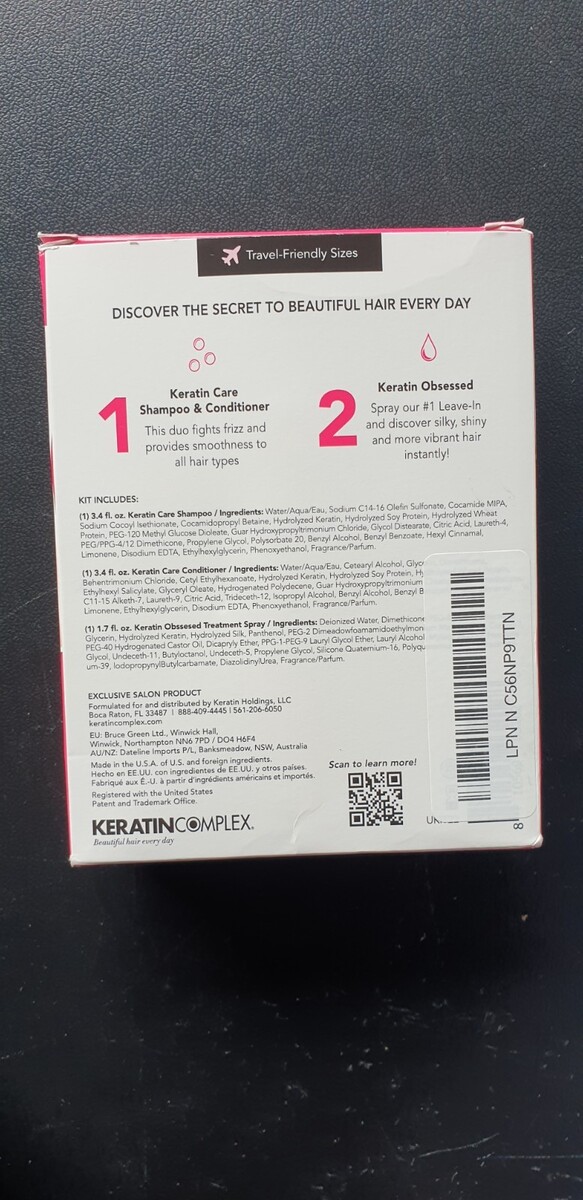 Travel-Friendly Sizes
DISCOVER THE SECRET TO BEAUTIFUL HAIR EVERY DAY
1
Keratin Care
Shampoo & Conditioner
This duo fights frizz and
provides smoothness to
all hair types
2
Keratin Obsessed
Spray our #1 Leave-In
and discover silky, shiny
and more vibrant hair
instantly!
KIT INCLUDES:
(1) 3.4 fl. oz. Keratin Care Shampoo / Ingredients: Water/Aqua/Eau, Sodium C14-16 Olefin Sulfonate, Cocamide MIPA,
Sodium Cocoyl Isethionate, Cocamidopropyl Betaine, Hydrolyzed Keratin, Hydrolyzed Soy Protein, Hydrolyzed Wheat
Protein, PEG-120 Methyl Glucose Dioleate, Guar Hydroxypropyltrimonium Chloride, Glycol Distearate, Citric Acid, Laureth-4,
PEG/PPG-4/12 Dimethicone, Propylene Glycol, Polysorbate 20, Benzyl Alcohol, Benzyl Benzoate, Hexyl Cinnamal,
Limonene, Disodium EDTA, Ethylhexylglycerin, Phenoxyethanol, Fragrance/Parfum.
(1) 3.4 fl. oz. Keratin Care Conditioner / Ingredients: Water/Aqua/Eau, Cetearyl Alcohol,
Behentrimonium Chloride, Cetyl Ethylhexanoate, Hydrolyzed Keratin, Hydrolyzed Soy Protein,
Ethylhexyl Salicylate, Glyceryl Oleate, Hydrogenated Polydecene, Guar Hydroxypropyltrimonium
C11-15 Alketh-7, Laureth-9, Citric Acid, Trideceth-12, Isopropyl Alcohol, Benzyl Alcohol, Benzyl B
Limonene, Ethylhexylglycerin, Disodium EDTA, Phenoxyethanol, Fragrance/Parfum.
(1) 1.7 fl. oz. Keratin Obssesed Treatment Spray / Ingredients: Deionized Water, Dimethicone
Glycerin, Hydrolyzed Keratin, Hydrolyzed Silk, Panthenol, PEG-2 Dimeadowfoamamidoethylmon
PEG-40 Hydrogenated Castor Oil, Dicapryly Ether, PPG-1-PEG-9 Lauryl Glycol Ether, Lauryl Alcohol
Glycol, Undeceth-11, Butyloctanol, Undeceth-5, Propylene Glycol, Silicone Quaternium-16, Polyqu
um-39, IodopropynylButylcarbamate, DiazolidinylUrea, Fragrance/Parfum.
EXCLUSIVE SALON PRODUCT
Formulated for and distributed by Keratin Holdings, LLC
Boca Raton, FL 33487 | 888-409-4445 | 561-206-6050
keratincomplex.com
EU: Bruce Green Ltd., Winwick Hall,
Winwick, Northampton NN6 7PD / DO4 H6F4
AU/NZ: Dateline Imports P/L, Banksmeadow, NSW, Australia
Made in the U.S.A. of U.S. and foreign ingredients.
Hecho en EE.UU. con ingredientes de EE.UU. y otros países.
Fabriqué aux É.-U. à partir d'ingrédients américains et importés.
Registered with the United States
Patent and Trademark Office.
Scan to learn more!
KERATINCOMPLEX®
Beautiful hair every day
8
LPN N C56NP9TTN